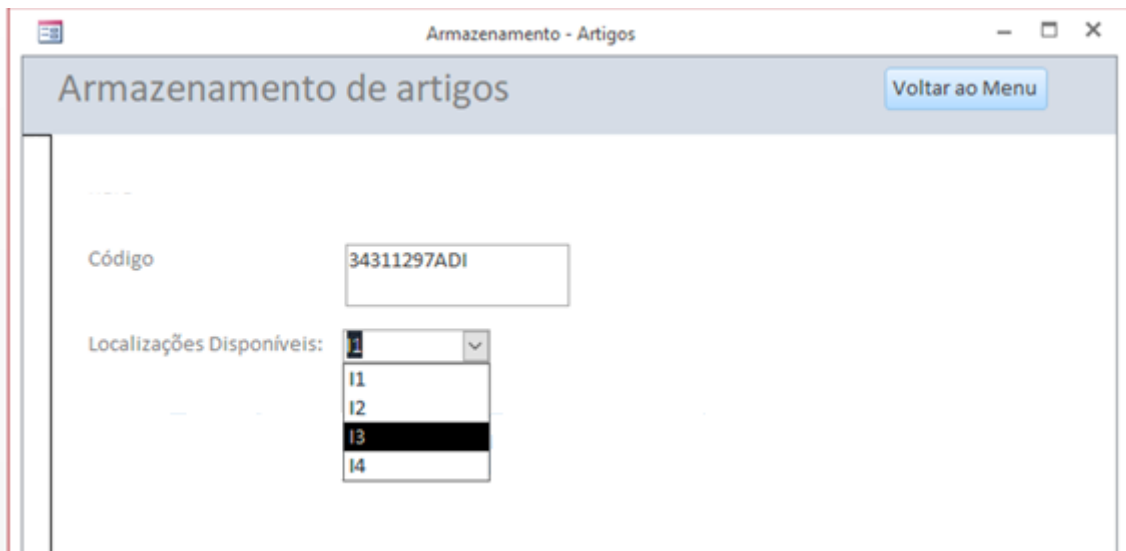 Armazenamento - Artigos
Armazenamento de artigos
Voltar ao Menu
Código
34311297ADI
Localizações Disponíveis:
I1
I1
I2
I3
I4